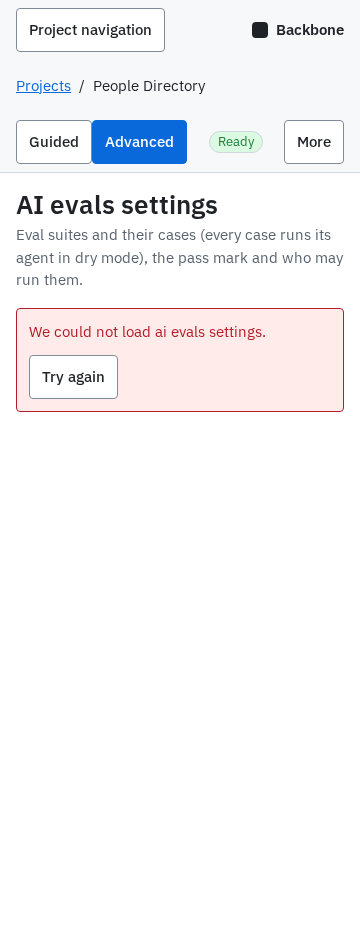 Project navigation
Backbone
Projects / People Directory
Guided
Advanced
Ready
More
AI evals settings
Eval suites and their cases (every case runs its
agent in dry mode), the pass mark and who may
run them.
We could not load ai evals settings.
Try again